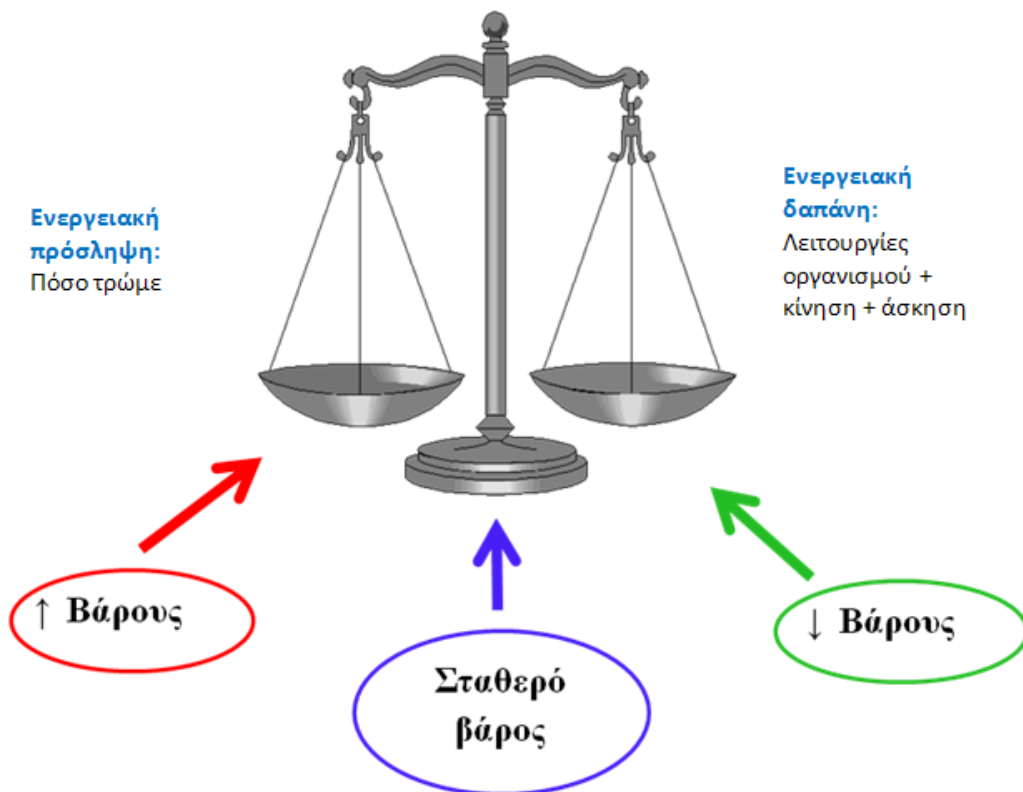 Ενεργειακή
πρόσληψη:
Πόσο τρώμε
Ενεργειακή
δαπάνη:
Λειτουργίες
οργανισμού +
κίνηση + άσκηση
↑ Βάρους
Σταθερό
βάρος
↓ Βάρους